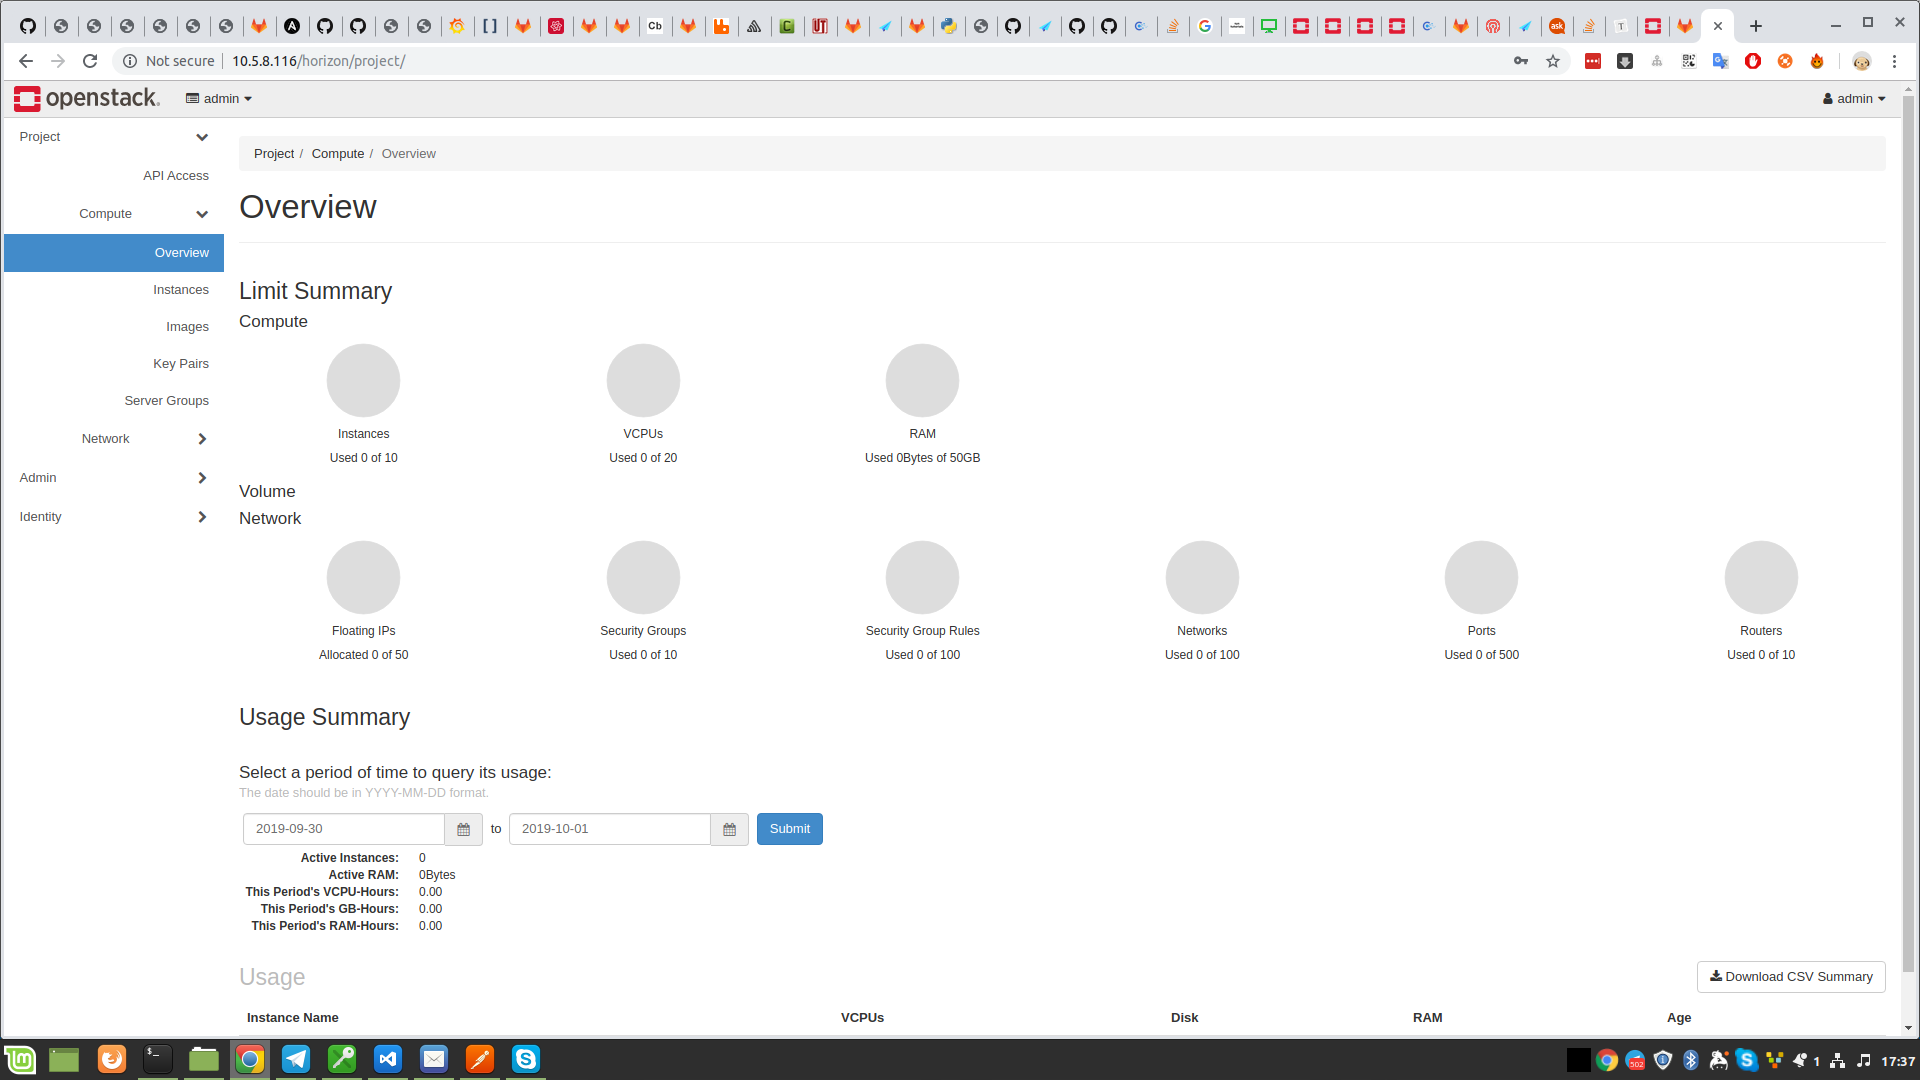 Not secure
10.5.8.116/horizon/project/
openstack.
admin
admin
Project
API Access
Compute
Overview
Instances
Images
Key Pairs
Server Groups
Network
Admin
Identity
Project / Compute / Overview
Overview
Limit Summary
Compute
Instances
Used 0 of 10
VCPUs
Used 0 of 20
RAM
Used 0Bytes of 50GB
Volume
Network
Floating IPs
Allocated 0 of 50
Security Groups
Used 0 of 10
Security Group Rules
Used 0 of 100
Networks
Used 0 of 100
Ports
Used 0 of 500
Routers
Used 0 of 10
Usage Summary
Select a period of time to query its usage:
The date should be in YYYY-MM-DD format.
2019-09-30 to 2019-10-01 Submit
Active Instances: 0
Active RAM: 0Bytes
This Period's VCPU-Hours: 0.00
This Period's GB-Hours: 0.00
This Period's RAM-Hours: 0.00
Usage
Download CSV Summary
Instance Name VCPUs Disk RAM Age
1 17:37